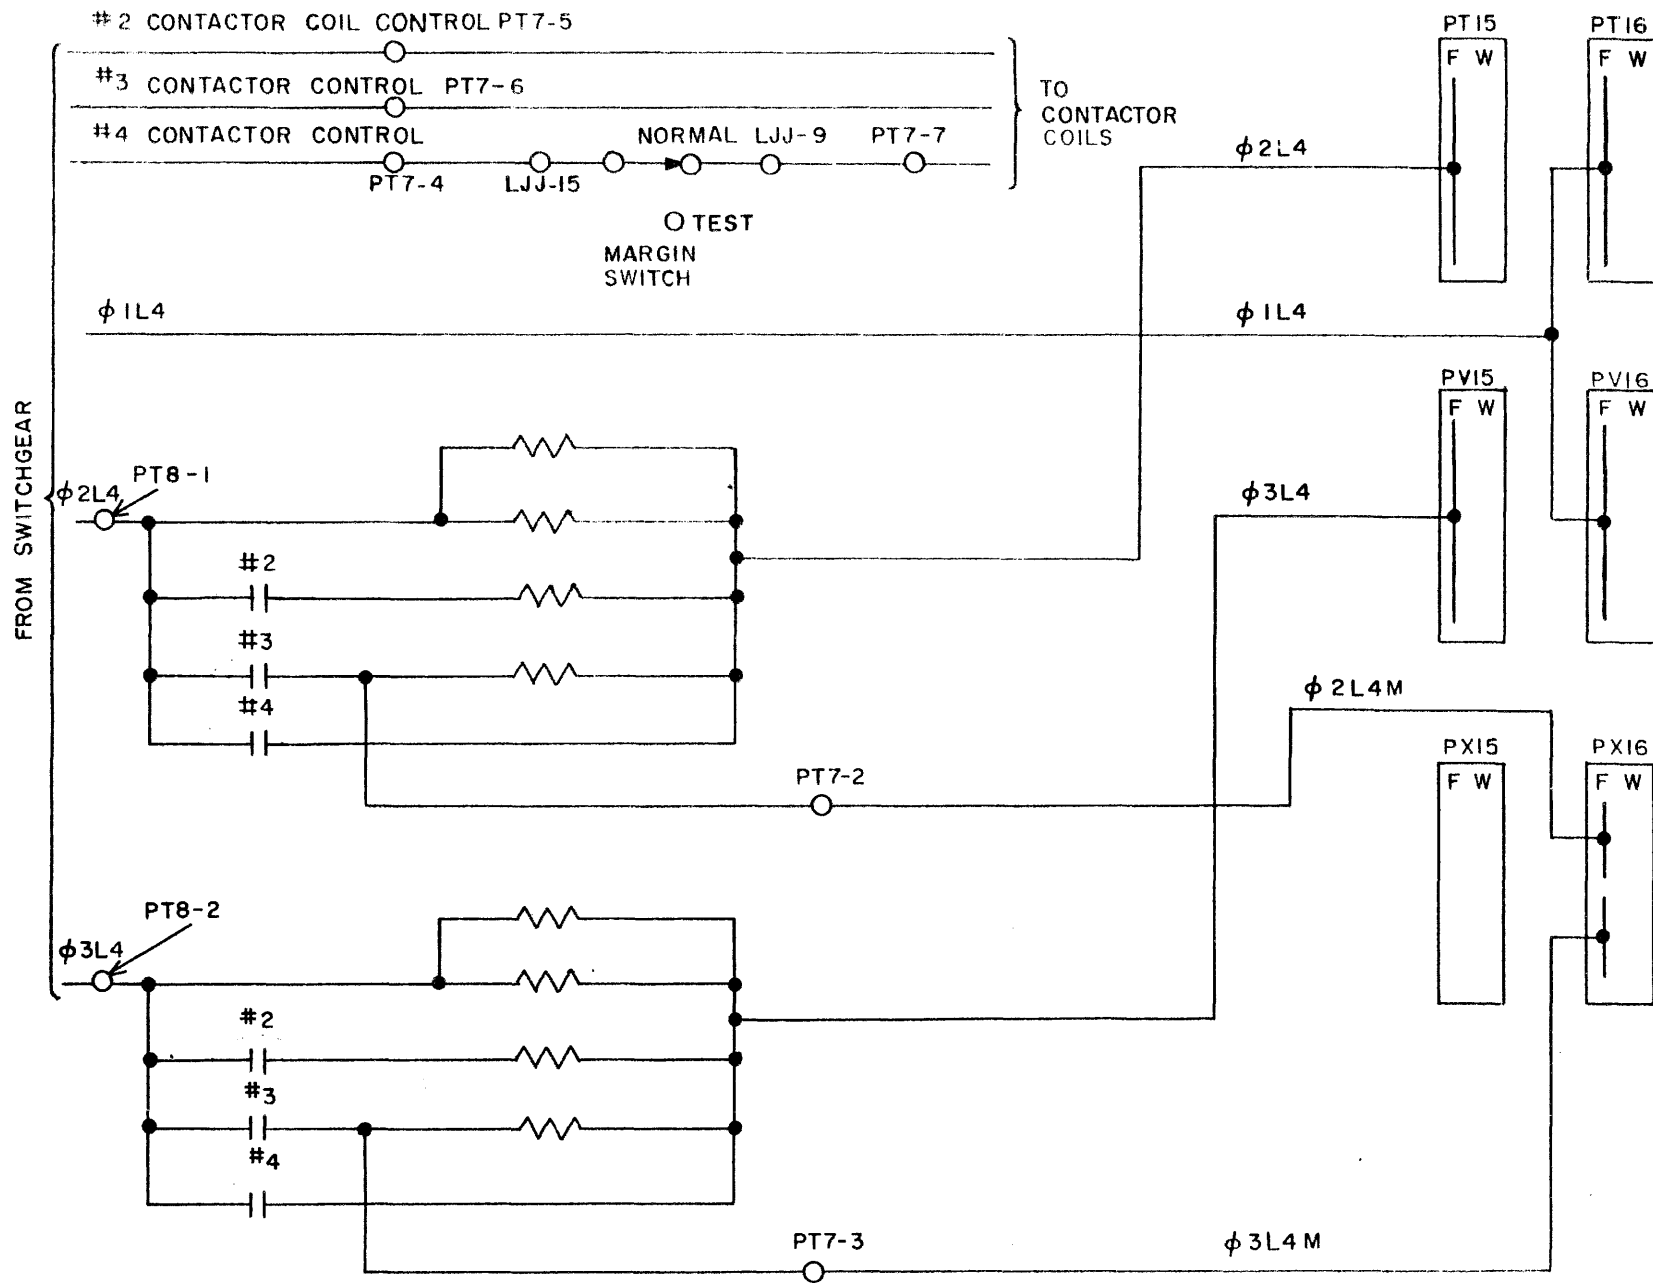 #2 CONTACTOR COIL CONTROL PT7-5
#3 CONTACTOR CONTROL PT7-6
#4 CONTACTOR CONTROL
NORMAL LJJ-9 PT7-7
PT7-4 LJJ-15
TEST
MARGIN
SWITCH
TO
CONTACTOR
COILS
PT15
F W
PT16
F W
ϕ2L4
ϕ1L4
ϕ1L4
FROM SWITCHGEAR
PV15
F W
PV16
F W
PT8-1
ϕ2L4
ϕ3L4
#2
#3
#4
ϕ2L4M
PT7-2
PX15
F W
PX16
F W
PT8-2
ϕ3L4
#2
#3
#4
PT7-3
ϕ3L4M